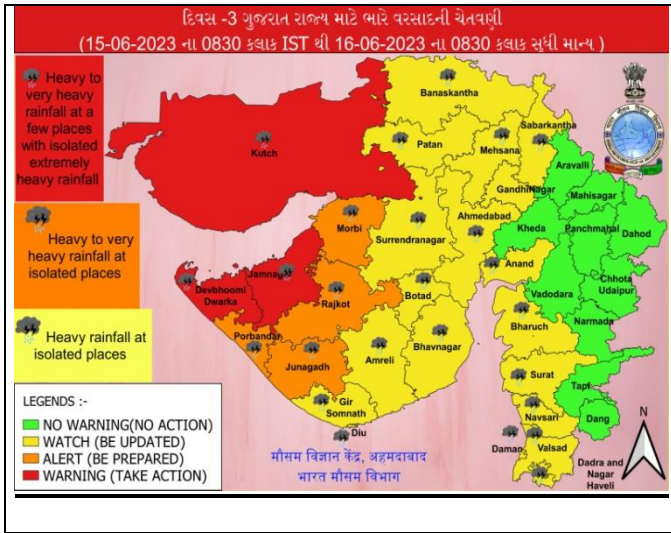 દિવસ -3 ગુજરાત રાજ્ય માટે ભારે વરસાદની ચેતવણી
(15-06-2023 ના 0830 કલાક IST થી 16-06-2023 ના 0830 કલાક સુધી માન્ય )
Heavy to
very heavy
rainfall at a
few places
with isolated
extremely
heavy rainfall
Heavy to very
heavy rainfall at
isolated places
Heavy rainfall at
isolated places
LEGENDS :-
NO WARNING(NO ACTION)
WATCH (BE UPDATED)
ALERT (BE PREPARED)
WARNING (TAKE ACTION)
Banaskantha
Patan
Mehsana
Sabarkantha
Aravalli
Kutch
GandhiNagar
Mahisagar
Morbi
Surrendranagar
Ahmedabad
Kheda
Panchmahal
Dahod
Devbhoomi
Dwarka
Jamnagar
Rajkot
Botad
Anand
Vadodara
Chhota
Udaipur
Porbandar
Junagadh
Amreli
Bhavnagar
Bharuch
Narmada
Gir
Somnath
Diu
Surat
Tapi
Navsari
Dang
Daman
Valsad
Dadra and
Nagar
Haveli
N
मौसम विज्ञान केंद्र, अहमदाबाद
भारत मौसम विभाग